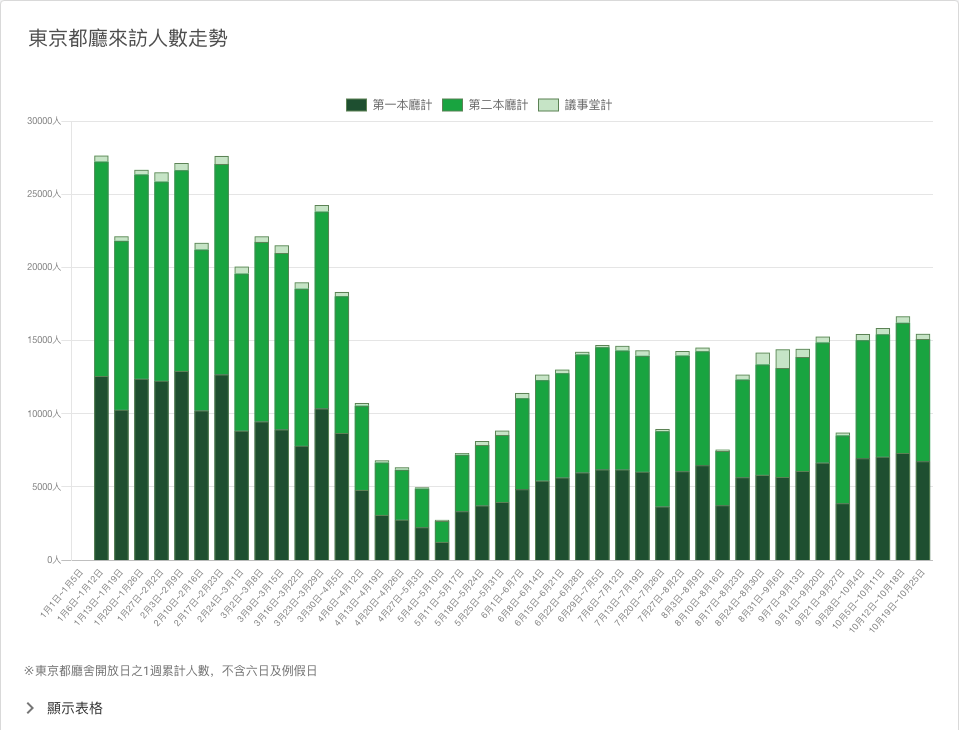 東京都廳來訪人數走勢
第一本廳計 第二本廳計 議事堂計
30000人
25000人
20000人
15000人
10000人
5000人
0人
1月1日~1月5日
1月6日~1月12日
1月13日~1月19日
1月20日~1月26日
1月27日~2月2日
2月3日~2月9日
2月10日~2月16日
2月17日~2月23日
2月24日~3月1日
3月2日~3月8日
3月9日~3月15日
3月16日~3月22日
3月23日~3月29日
3月30日~4月5日
4月6日~4月12日
4月13日~4月19日
4月20日~4月26日
4月27日~5月3日
5月4日~5月10日
5月11日~5月17日
5月18日~5月24日
5月25日~5月31日
6月1日~6月7日
6月8日~6月14日
6月15日~6月21日
6月22日~6月28日
6月29日~7月5日
7月6日~7月12日
7月13日~7月19日
7月20日~7月26日
7月27日~8月2日
8月3日~8月9日
8月10日~8月16日
8月17日~8月23日
8月24日~8月30日
8月31日~9月6日
9月7日~9月13日
9月14日~9月20日
9月21日~9月27日
9月28日~10月4日
10月5日~10月11日
10月12日~10月18日
10月19日~10月25日
※東京都廳舍開放日之1週累計人數，不含六日及例假日
顯示表格